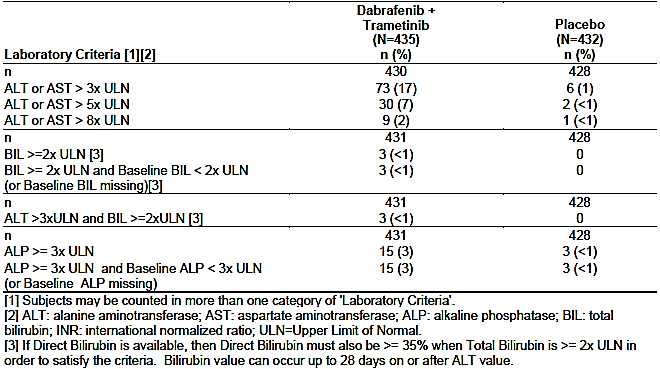 Dabrafenib +
Trametinib Placebo
(N=435) (N=432)
Laboratory Criteria [1][2] n (%) n (%)
n 430 428
ALT or AST > 3x ULN 73 (17) 6 (1)
ALT or AST > 5x ULN 30 (7) 2 (<1)
ALT or AST > 8x ULN 9 (2) 1 (<1)
n 431 428
BIL >=2x ULN [3] 3 (<1) 0
BIL >= 2x ULN and Baseline BIL < 2x ULN 3 (<1) 0
(or Baseline BIL missing)[3]
n 431 428
ALT >3xULN and BIL >=2xULN [3] 3 (<1) 0
n 431 428
ALP >= 3x ULN 15 (3) 3 (<1)
ALP >= 3x ULN and Baseline ALP < 3x ULN 15 (3) 3 (<1)
(or Baseline ALP missing)
[1] Subjects may be counted in more than one category of 'Laboratory Criteria'.
[2] ALT: alanine aminotransferase; AST: aspartate aminotransferase; ALP: alkaline phosphatase; BIL: total
bilirubin; INR: international normalized ratio; ULN=Upper Limit of Normal.
[3] If Direct Bilirubin is available, then Direct Bilirubin must also be >= 35% when Total Bilirubin is >= 2x ULN in
order to satisfy the criteria. Bilirubin value can occur up to 28 days on or after ALT value.